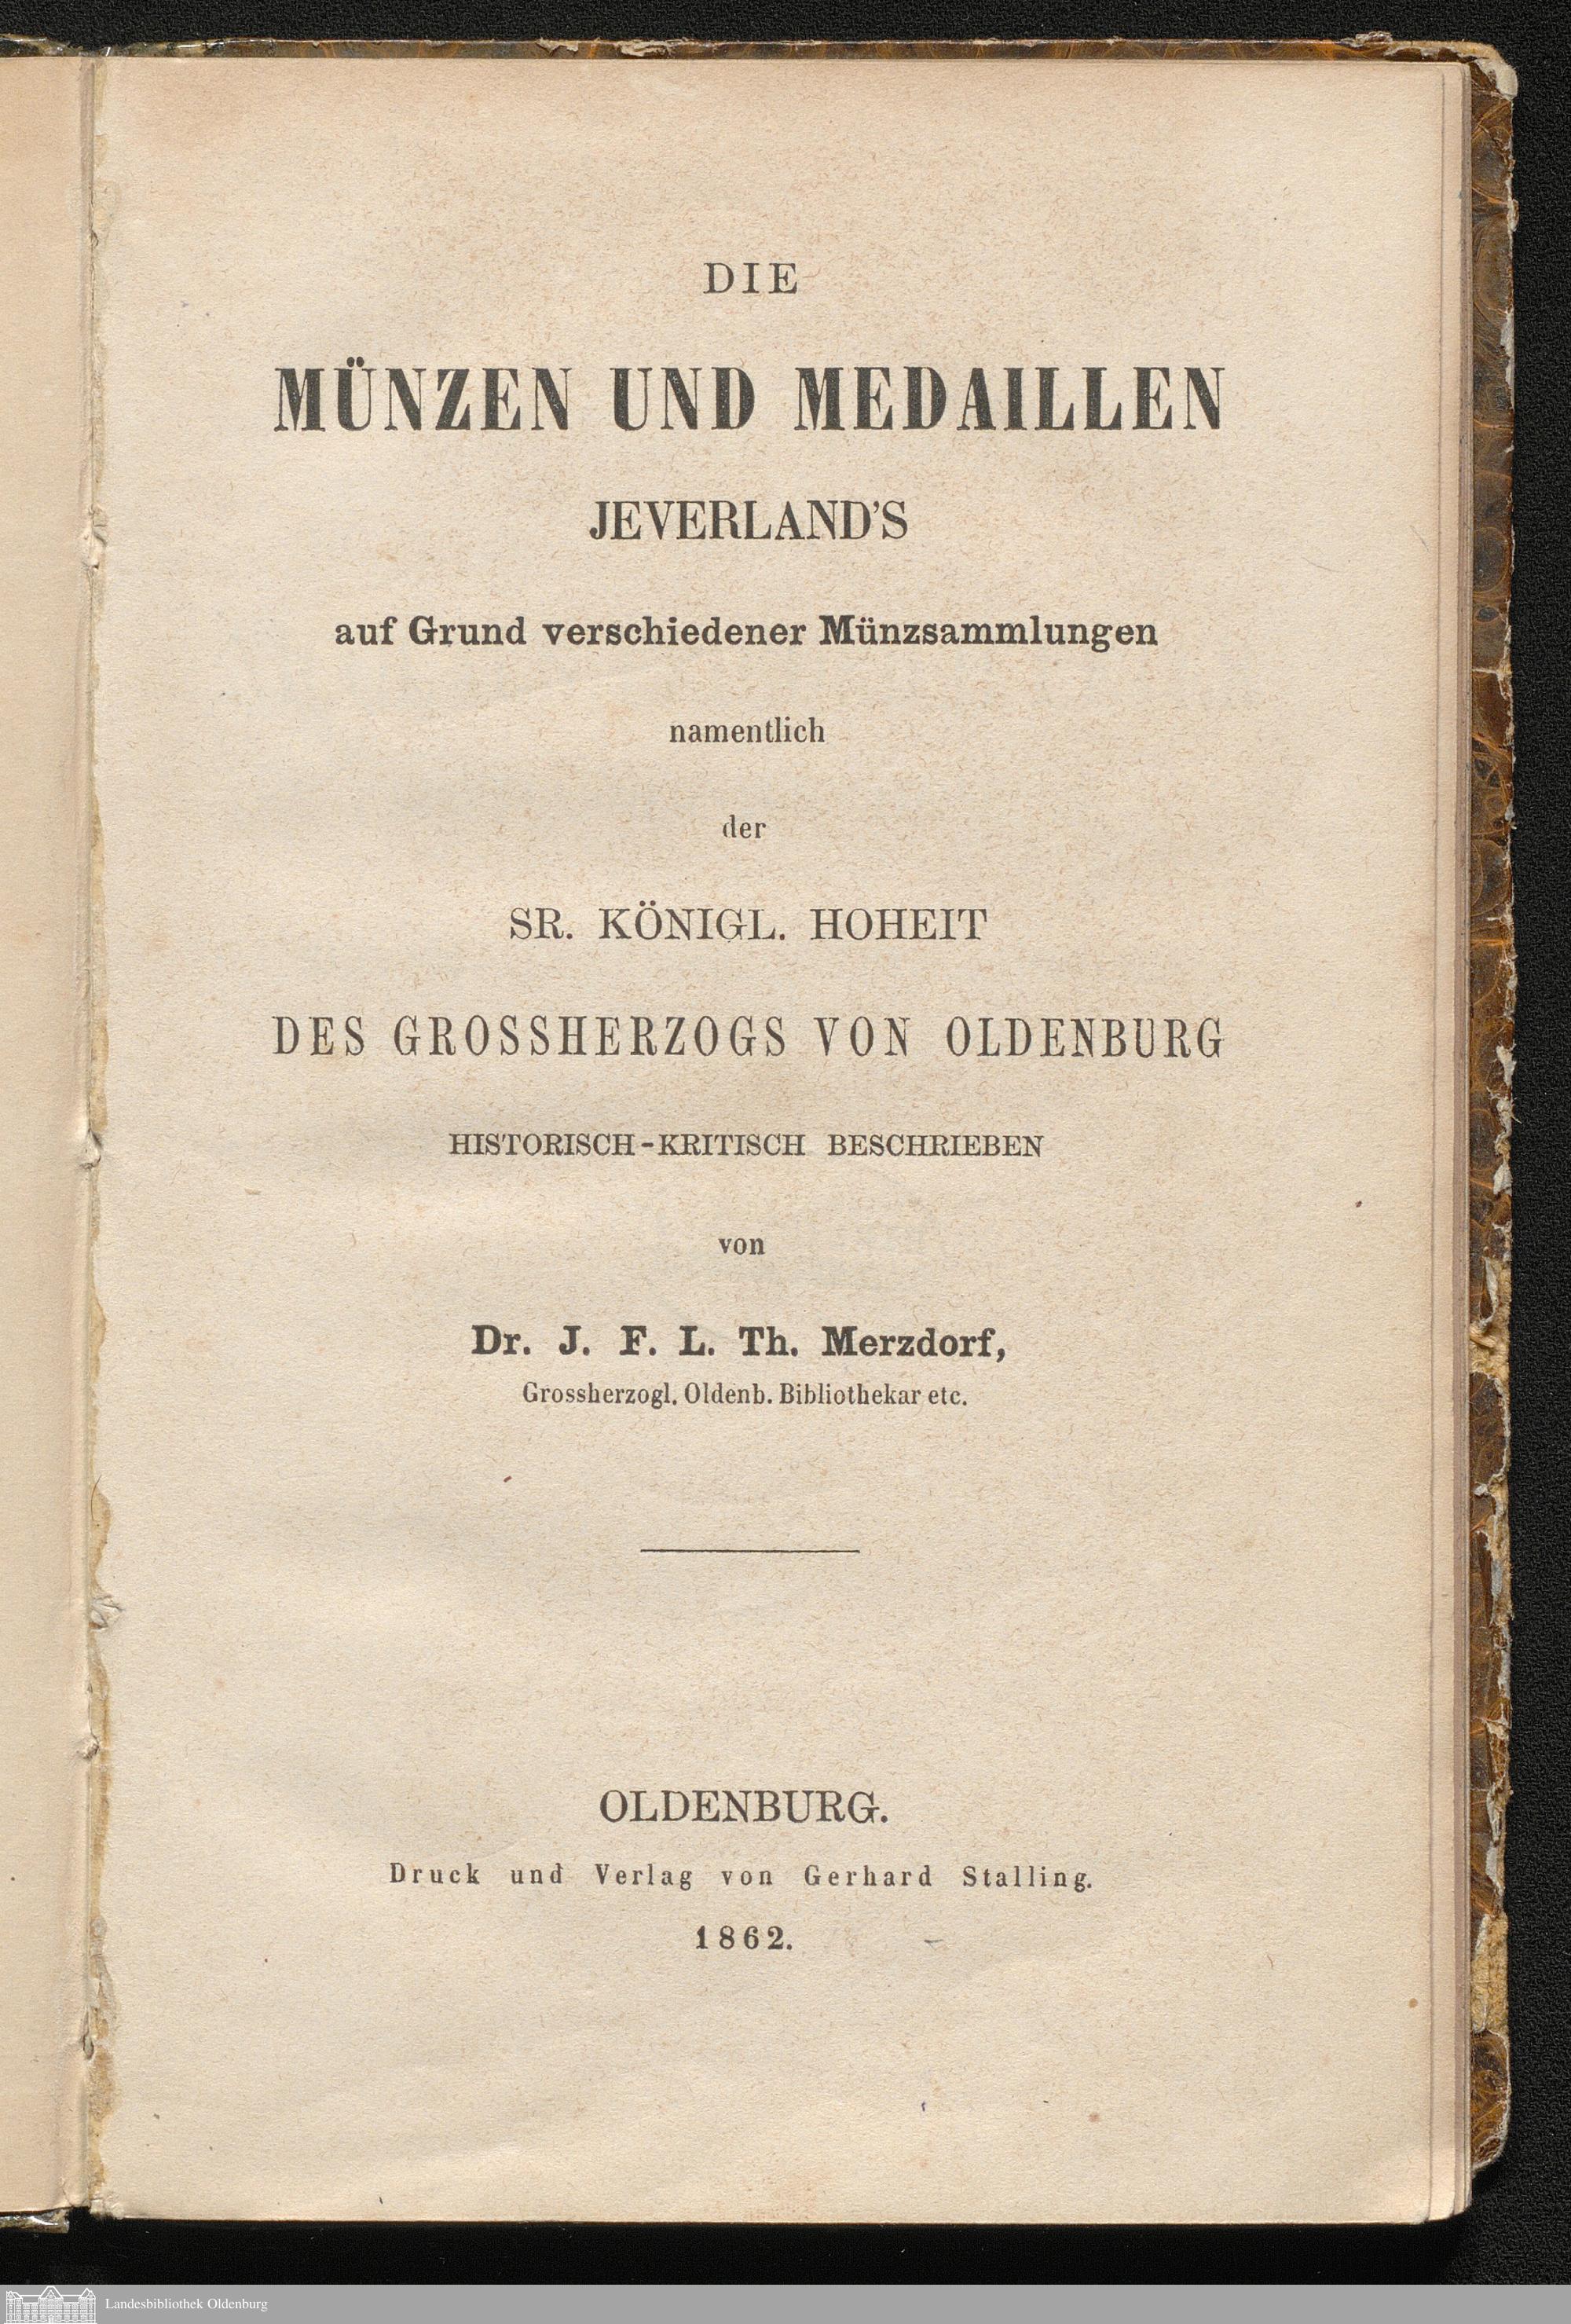 DIE
MÜNZEN UND MEDAILLEN
JEVERLAND'S
auf Grund verschiedener Münzsammlungen
namentlich
der
SR. KÖNIGL. HOHEIT
DES GROSSHERZOGS VON OLDENBURG
HISTORISCH-KRITISCH BESCHRIEBEN
von
Dr. J. F. L. Th. Merzdorf,
Grossherzogl. Oldenb. Bibliothekar etc.
OLDENBURG.
Druck und Verlag von Gerhard Stalling.
1862.
Landesbibliothek Oldenburg